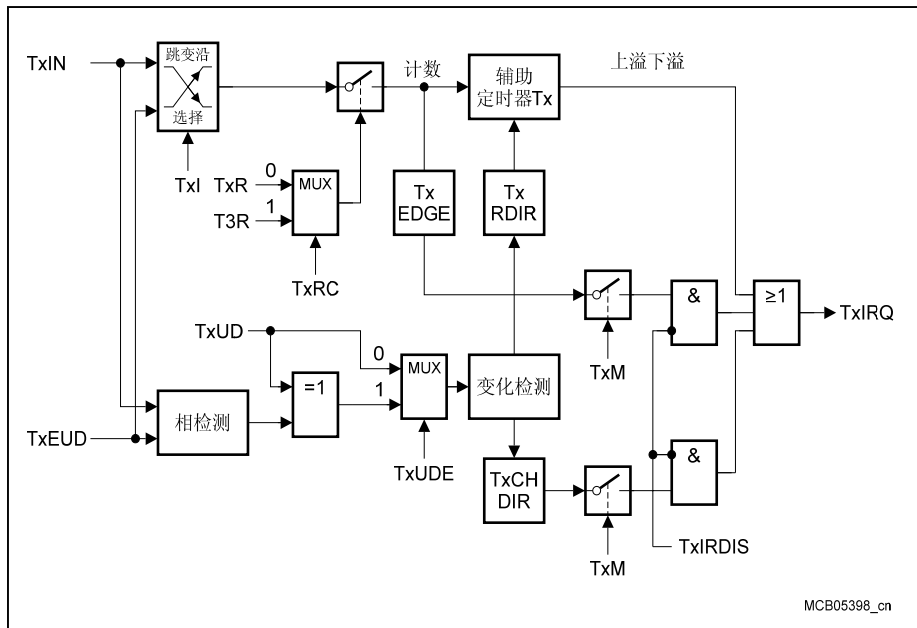 TxIN
跳变沿
选择
TxI
计数
辅助
定时器Tx
上溢下溢
TxR
0
T3R
1
MUX
TxRC
Tx
EDGE
Tx
RDIR
TxM
&
≥1
TxIRQ
TxUD
0
1
=1
MUX
TxUDE
变化检测
相检测
TxEUD
TxCH
DIR
TxM
&
TxIRDIS
MCB05398_cn